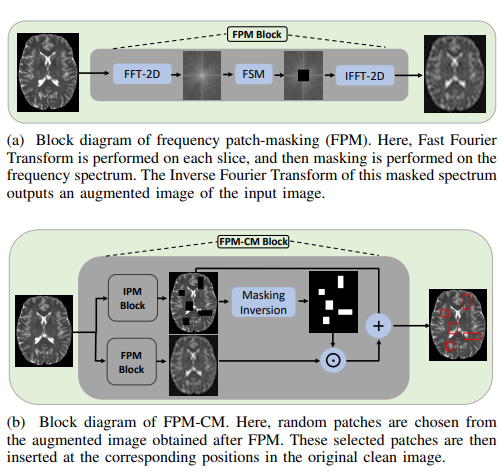 FPM Block
FFT-2D
FSM
IFFT-2D
(a) Block diagram of frequency patch-masking (FPM). Here, Fast Fourier
Transform is performed on each slice, and then masking is performed on the
frequency spectrum. The Inverse Fourier Transform of this masked spectrum
outputs an augmented image of the input image.
FPM-CM Block
IPM
Block
Masking
Inversion
FPM
Block
(b) Block diagram of FPM-CM. Here, random patches are chosen from
the augmented image obtained after FPM. These selected patches are then
inserted at the corresponding positions in the original clean image.